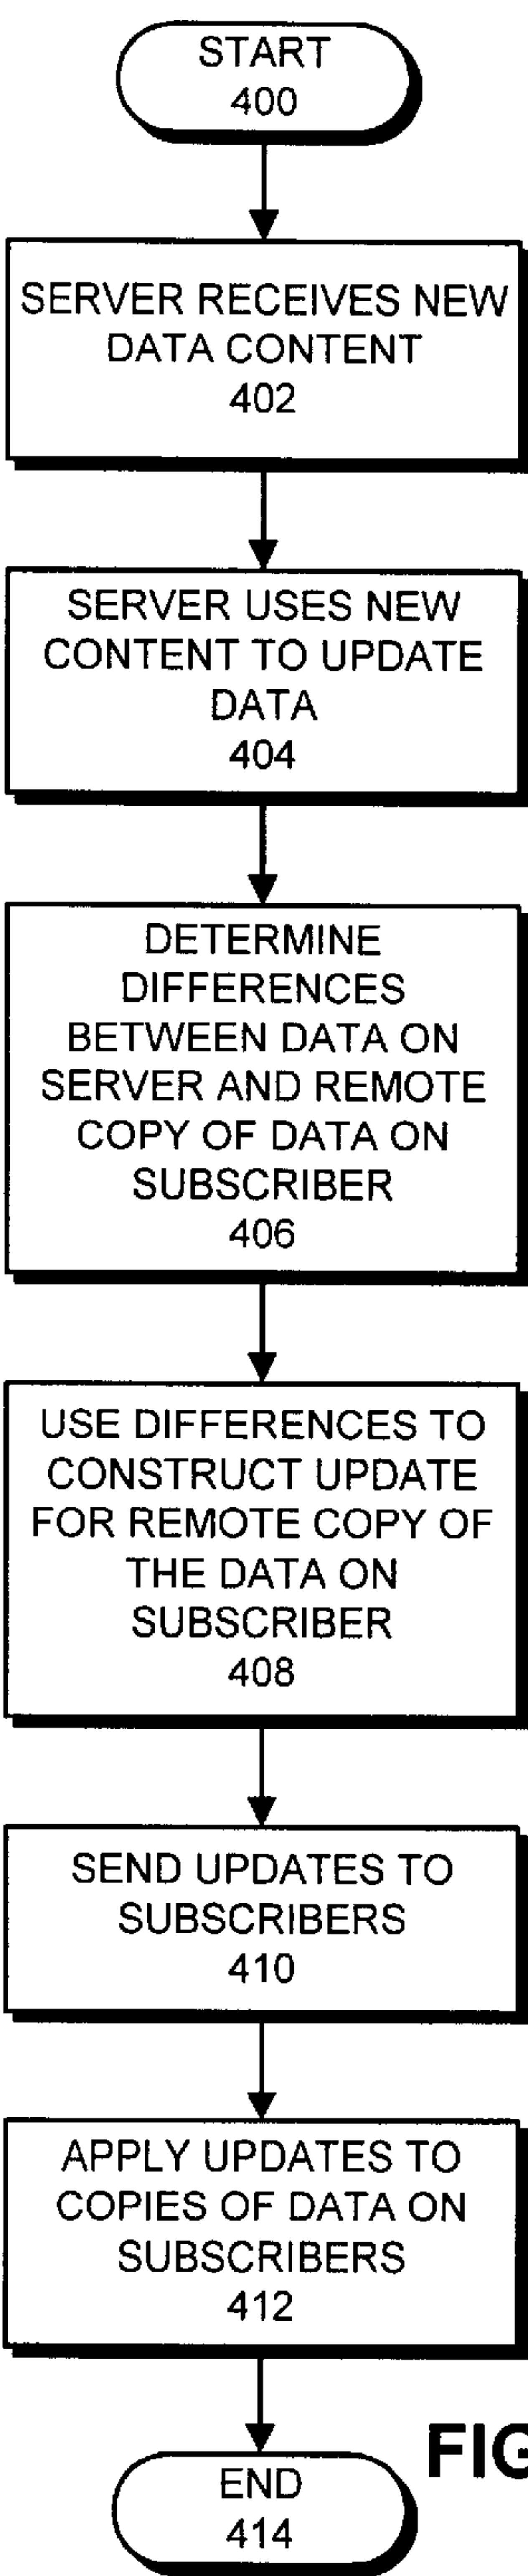 START
400
SERVER RECEIVES NEW
DATA CONTENT
402
SERVER USES NEW
CONTENT TO UPDATE
DATA
404
DETERMINE
DIFFERENCES
BETWEEN DATA ON
SERVER AND REMOTE
COPY OF DATA ON
SUBSCRIBER
406
USE DIFFERENCES TO
CONSTRUCT UPDATE
FOR REMOTE COPY OF
THE DATA ON
SUBSCRIBER
408
SEND UPDATES TO
SUBSCRIBERS
410
APPLY UPDATES TO
COPIES OF DATA ON
SUBSCRIBERS
412
FIG
END
414